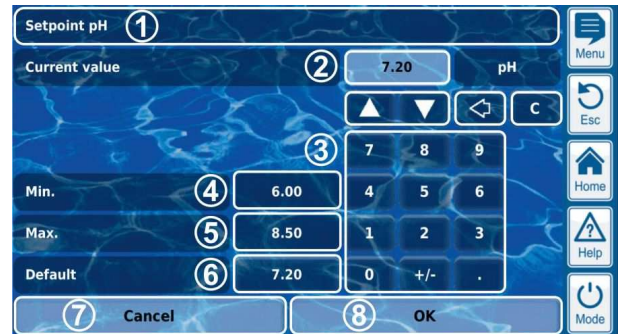 Setpoint pH 1
Menu
Current value 2 7.20 pH
C
Esc
3 7 8 9
Home
Min. 4 6.00 4 5 6
Max. 5 8.50 1 2 3
Help
Default 6 7.20 0 +/- .
7 Cancel 8 OK
Mode